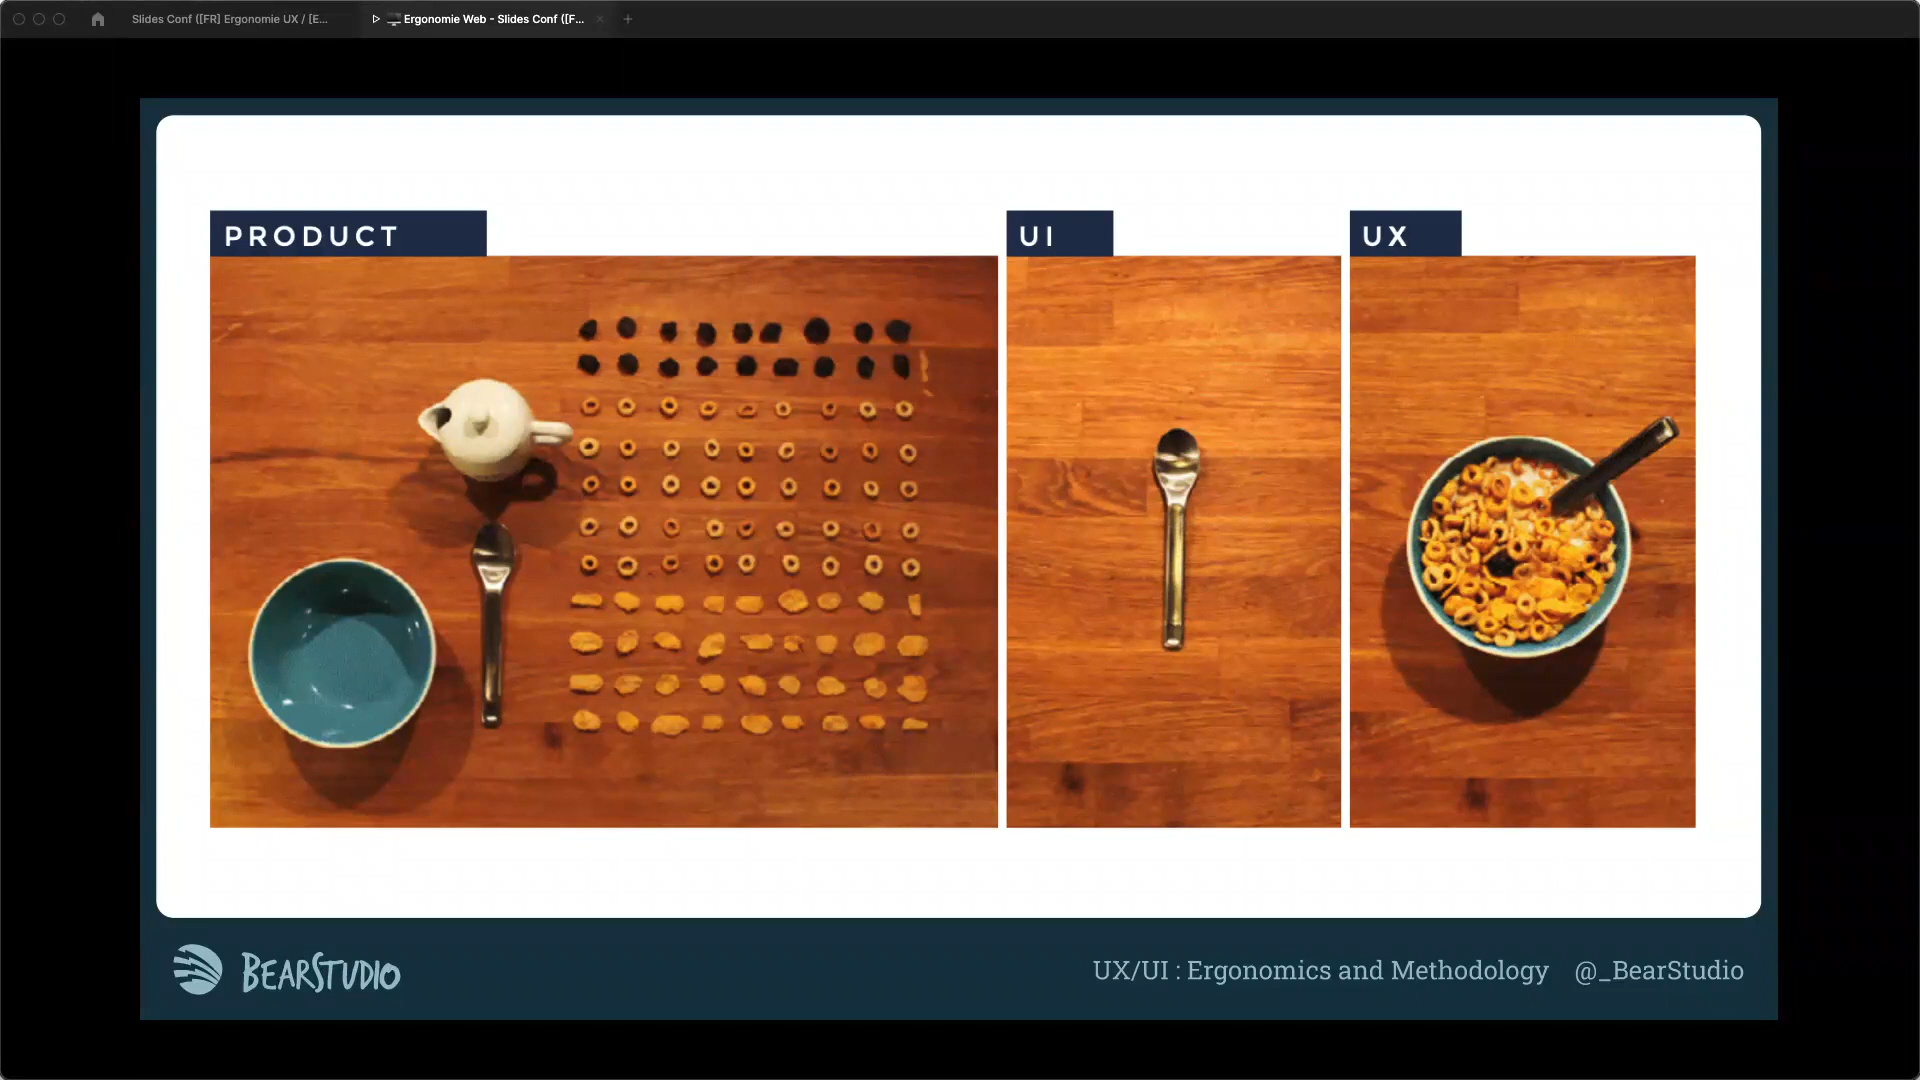 Slides Conf ([FR] Ergonomie UX / [E...
Ergonomie Web - Slides Conf ([F...
PRODUCT
UI
UX
BEARSTUDIO
UX/UI : Ergonomics and Methodology
@_BearStudio